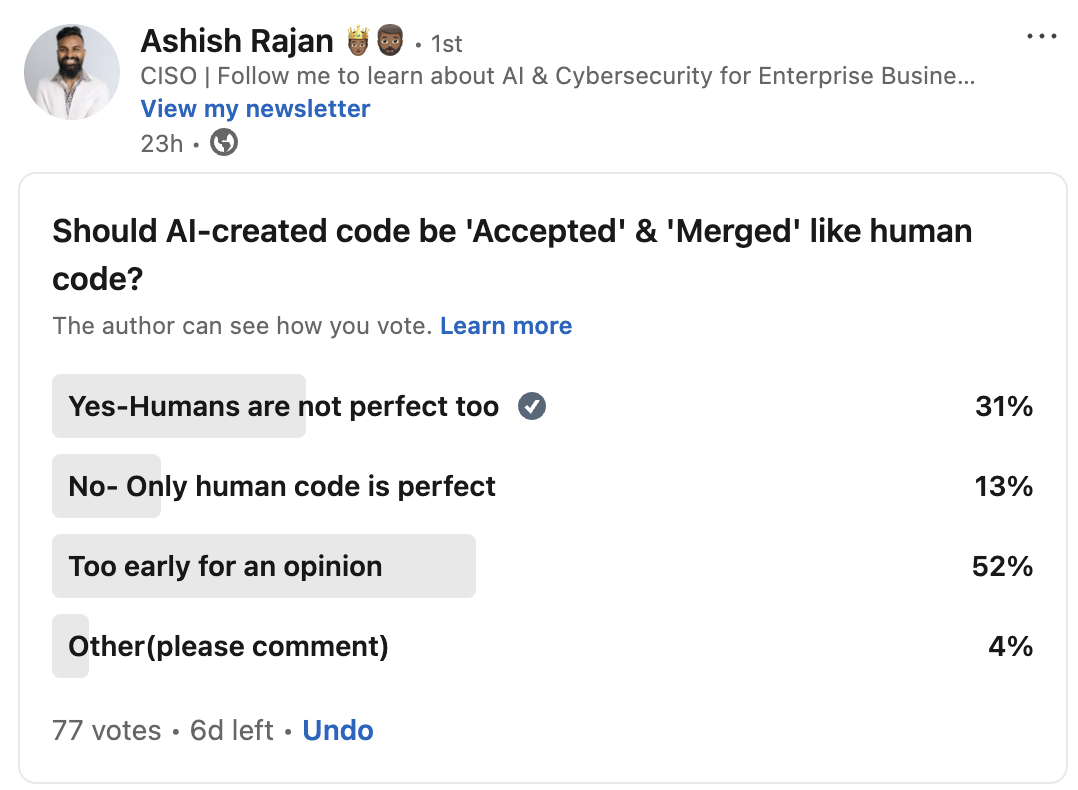 Ashish Rajan 🤴🏾🧔🏾‍♂️ • 1st
CISO | Follow me to learn about AI & Cybersecurity for Enterprise Busine...
View my newsletter
23h •
Should AI-created code be 'Accepted' & 'Merged' like human
code?
The author can see how you vote. Learn more
Yes-Humans are not perfect too 31%
No- Only human code is perfect 13%
Too early for an opinion 52%
Other(please comment) 4%
77 votes • 6d left • Undo